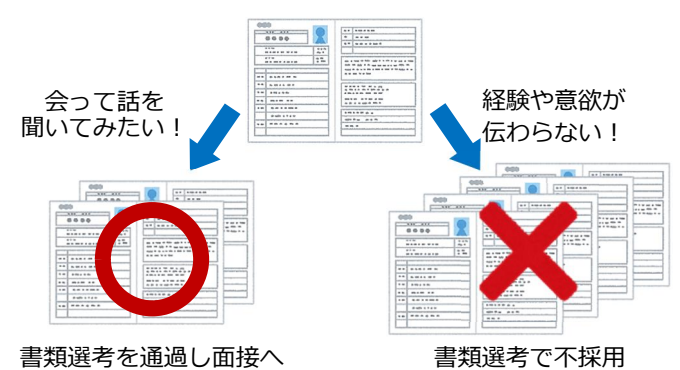 会って話を
聞いてみたい！
経験や意欲が
伝わらない！
書類選考を通過し面接へ
書類選考で不採用